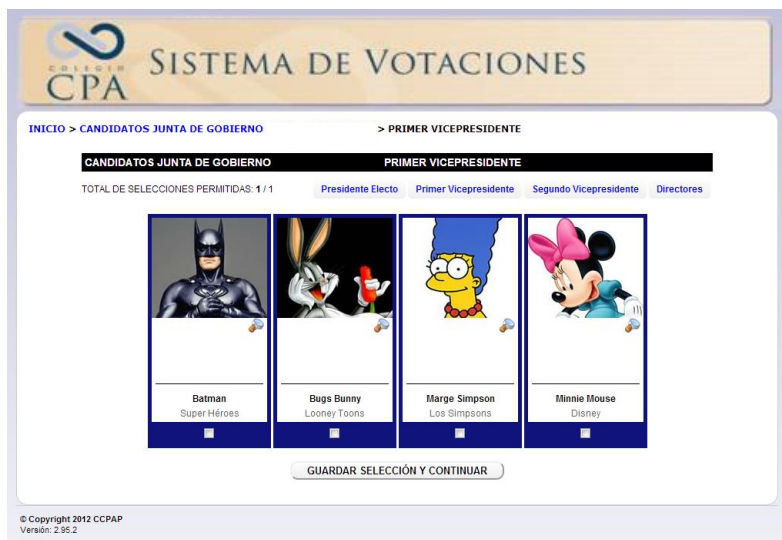 COLEGIO
CPA
SISTEMA DE VOTACIONES
INICIO > CANDIDATOS JUNTA DE GOBIERNO > PRIMER VICEPRESIDENTE
CANDIDATOS JUNTA DE GOBIERNO PRIMER VICEPRESIDENTE
TOTAL DE SELECCIONES PERMITIDAS: 1 / 1 Presidente Electo Primer Vicepresidente Segundo Vicepresidente Directores
Batman Bugs Bunny Marge Simpson Minnie Mouse
Super Héroes Looney Toons Los Simpsons Disney
GUARDAR SELECCIÓN Y CONTINUAR
© Copyright 2012 CCPAP
Versión: 2.95.2